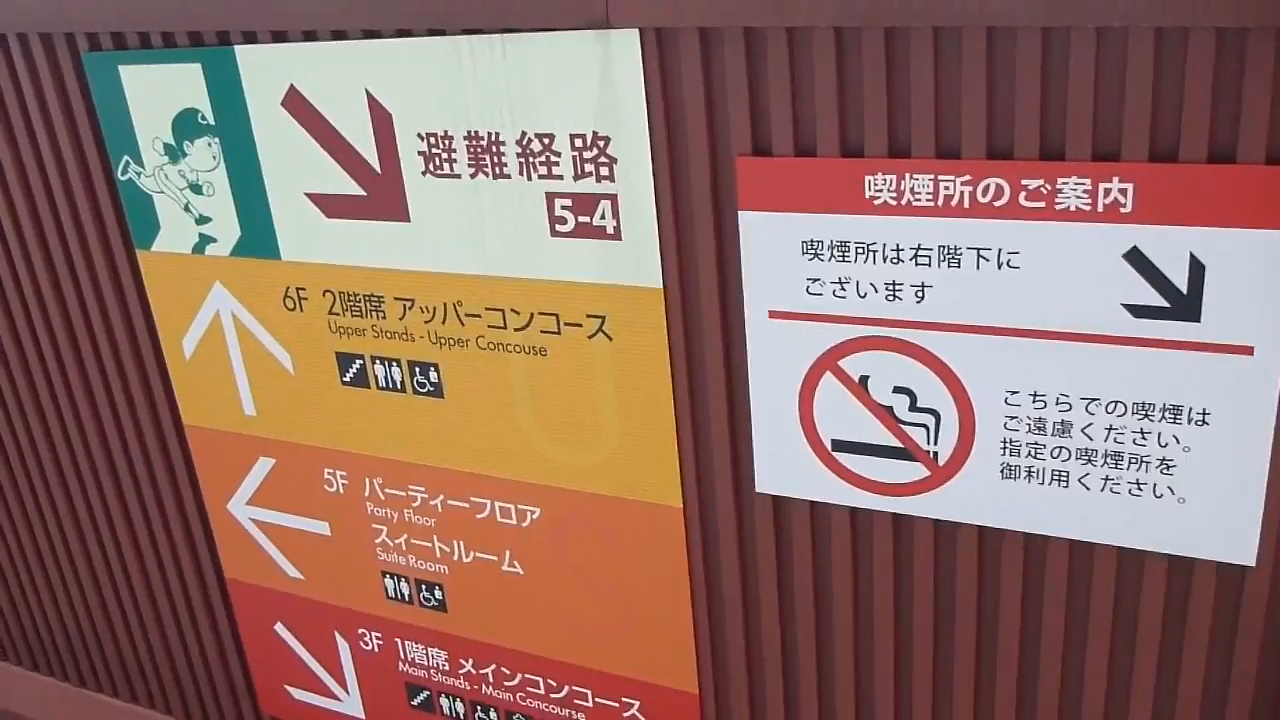 避難経路
5-4
6F 2階席 アッパーコンコース
Upper Stands - Upper Concouse
5F パーティーフロア
Party Floor
スィートルーム
Suite Room
3F 1階席 メインコンコース
Main Stands - Main Concourse
喫煙所のご案内
喫煙所は右階下に
ございます
こちらでの喫煙は
ご遠慮ください。
指定の喫煙所を
御利用ください。